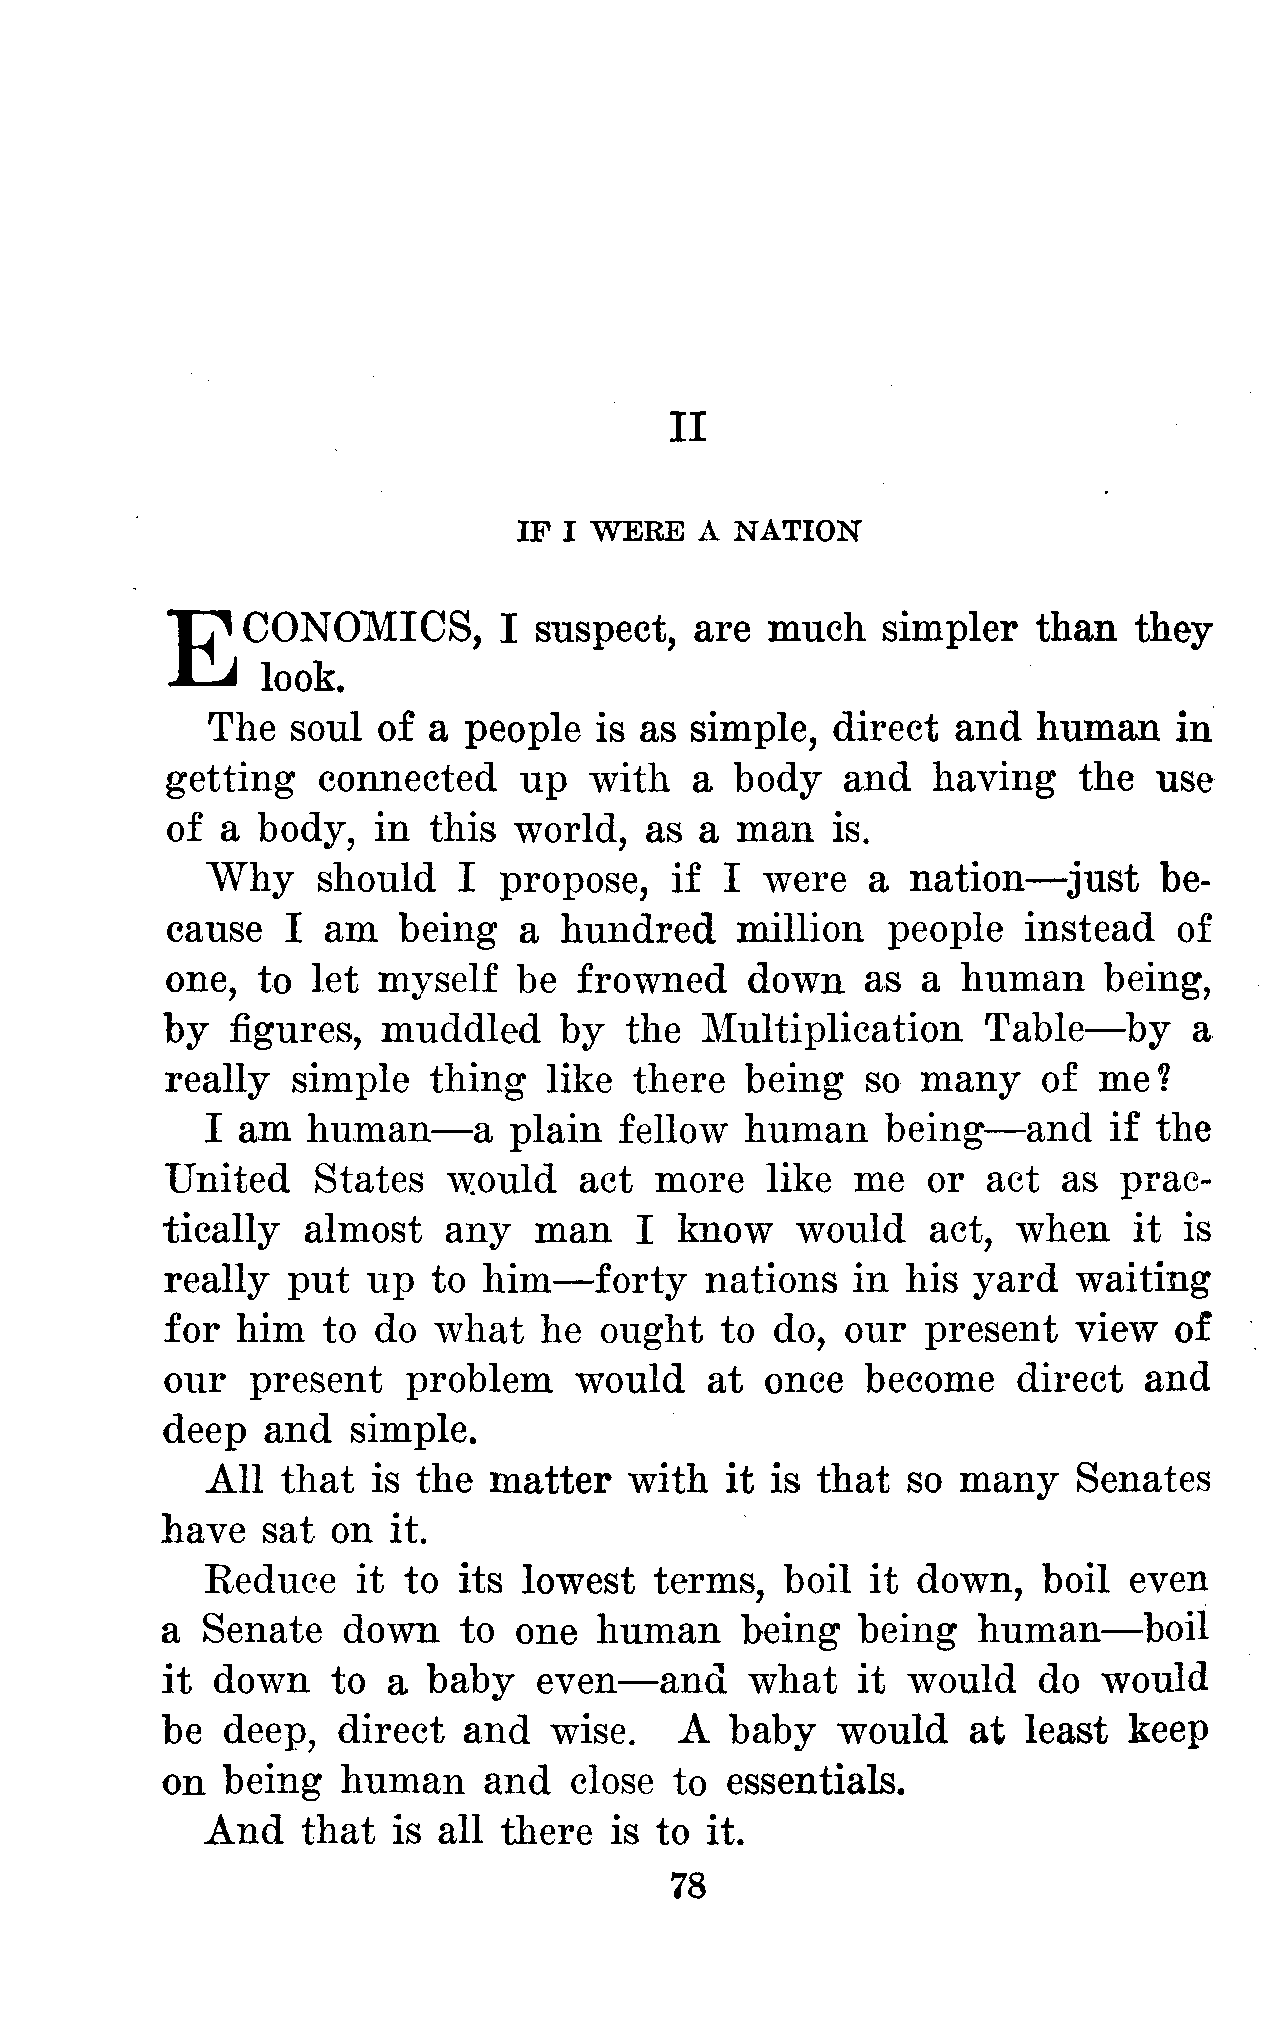 II
IF I WERE A NATION
ECONOMICS, I suspect, are much simpler than they
look.
The soul of a people is as simple, direct and human in
getting connected up with a body and having the use
of a body, in this world, as a man is.
Why should I propose, if I were a nation—just be-
cause I am being a hundred million people instead of
one, to let myself be frowned down as a human being,
by figures, muddled by the Multiplication Table—by a
really simple thing like there being so many of me?
I am human—a plain fellow human being—and if the
United States would act more like me or act as prac-
tically almost any man I know would act, when it is
really put up to him—forty nations in his yard waiting
for him to do what he ought to do, our present view of
our present problem would at once become direct and
deep and simple.
All that is the matter with it is that so many Senates
have sat on it.
Reduce it to its lowest terms, boil it down, boil even
a Senate down to one human being being human—boil
it down to a baby even—and what it would do would
be deep, direct and wise. A baby would at least keep
on being human and close to essentials.
And that is all there is to it.
78